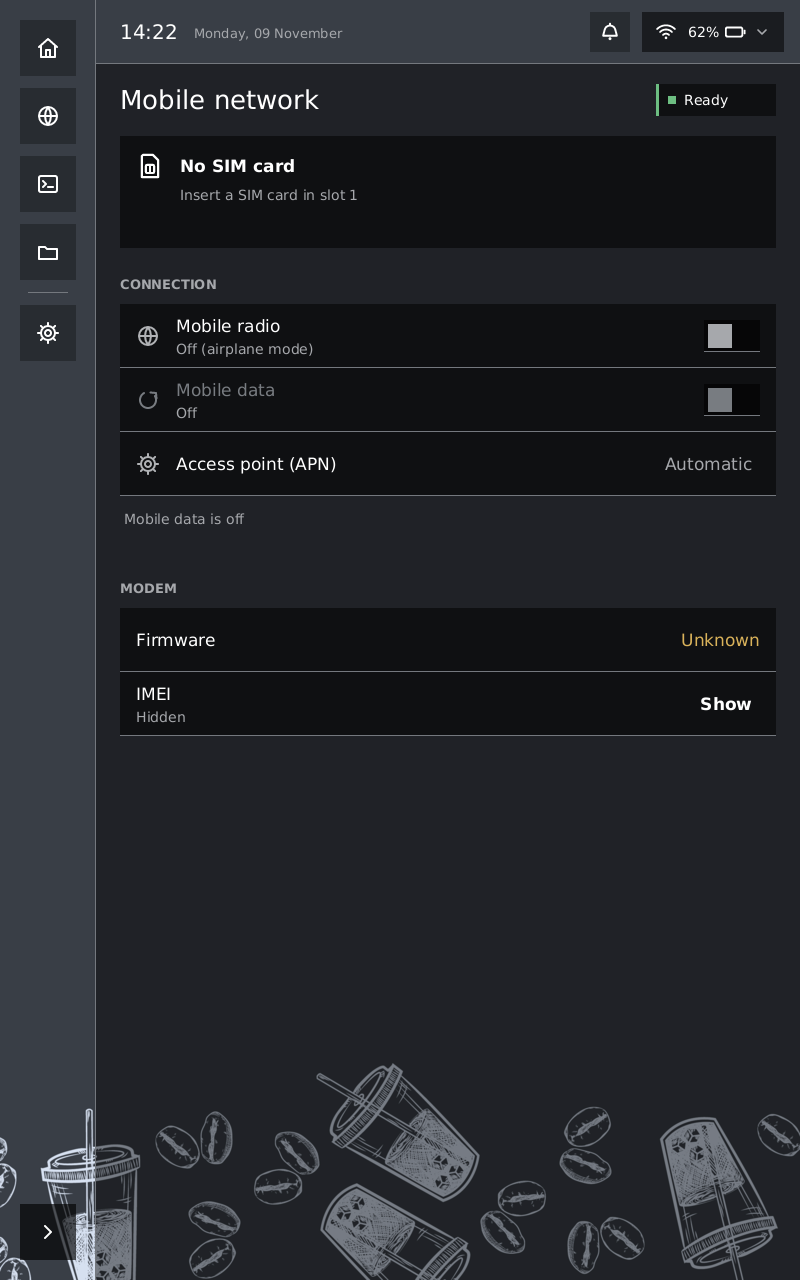 14:22 Monday, 09 November
62%
Mobile network
Ready
No SIM card
Insert a SIM card in slot 1
CONNECTION
Mobile radio
Off (airplane mode)
Mobile data
Off
Access point (APN) Automatic
Mobile data is off
MODEM
Firmware Unknown
IMEI
Hidden
Show